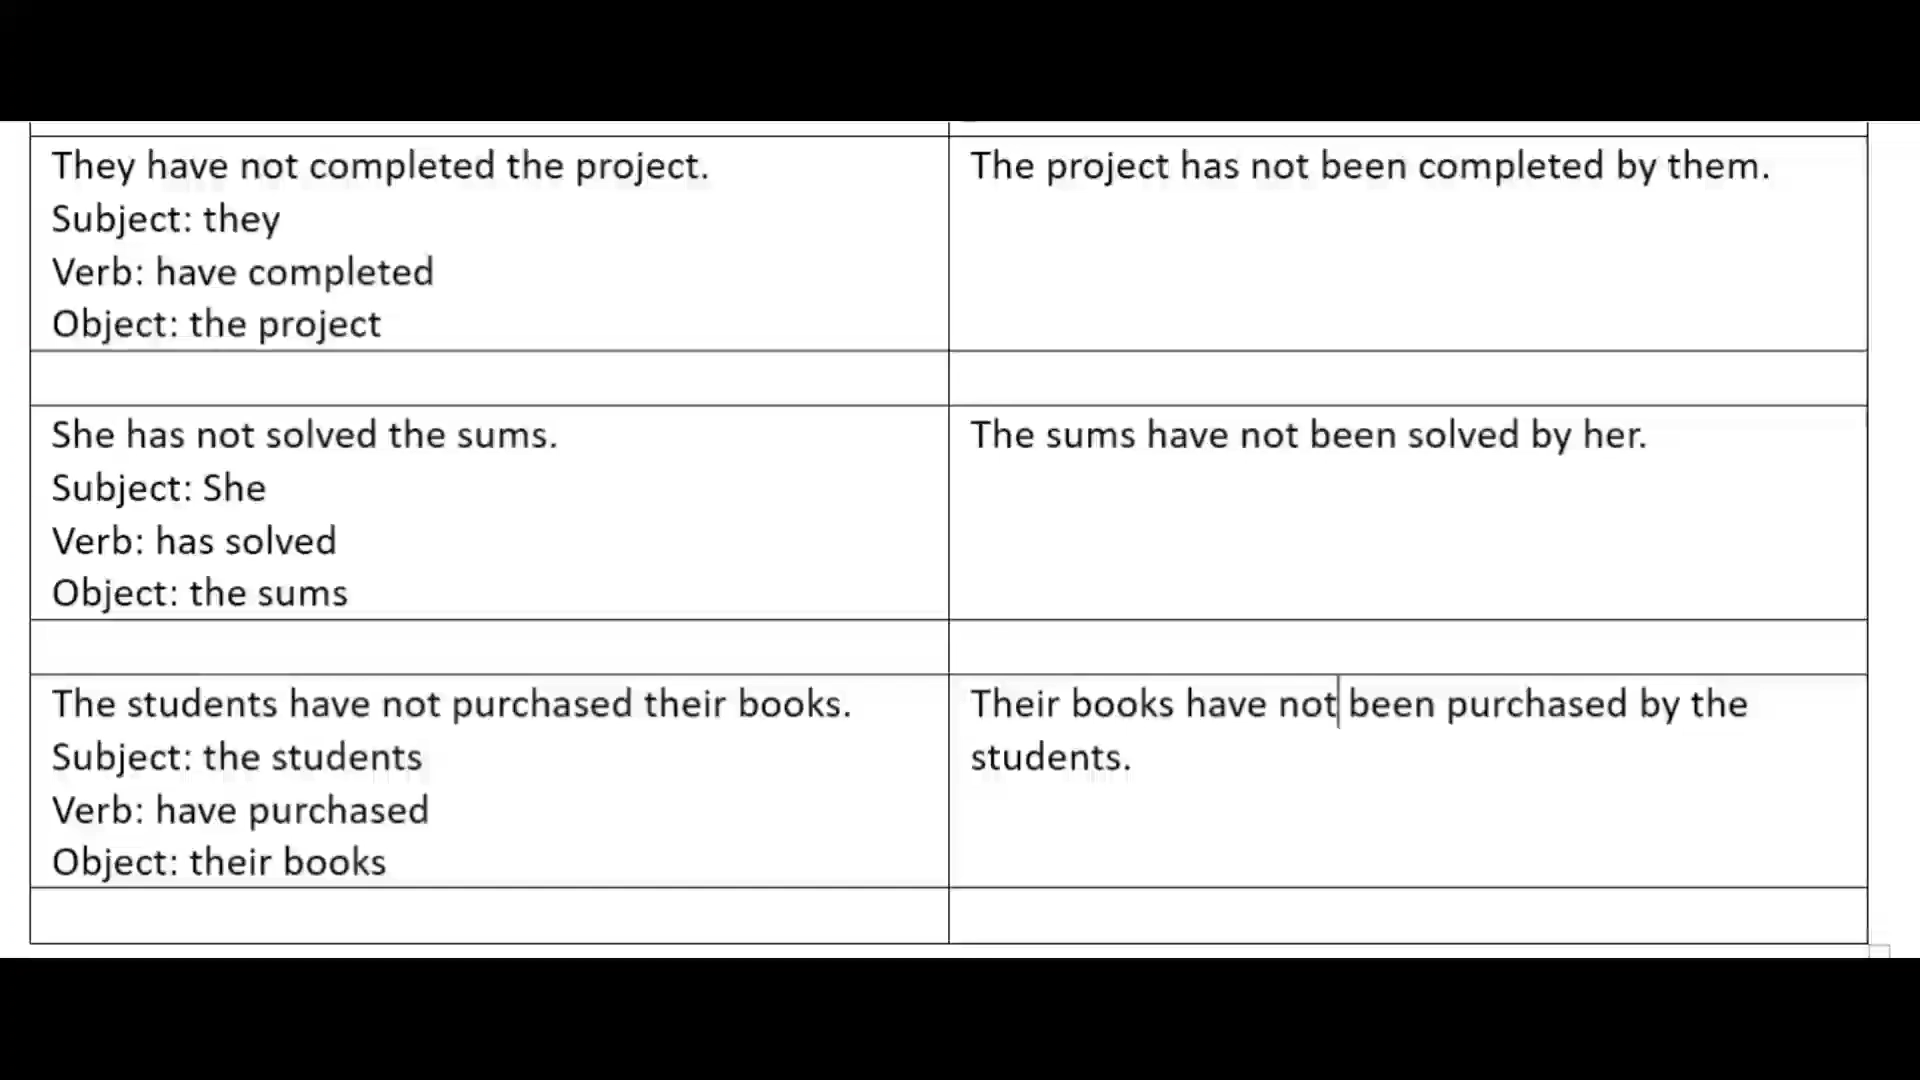 They have not completed the project.
Subject: they
Verb: have completed
Object: the project
The project has not been completed by them.
She has not solved the sums.
Subject: She
Verb: has solved
Object: the sums
The sums have not been solved by her.
The students have not purchased their books.
Subject: the students
Verb: have purchased
Object: their books
Their books have not been purchased by the
students.